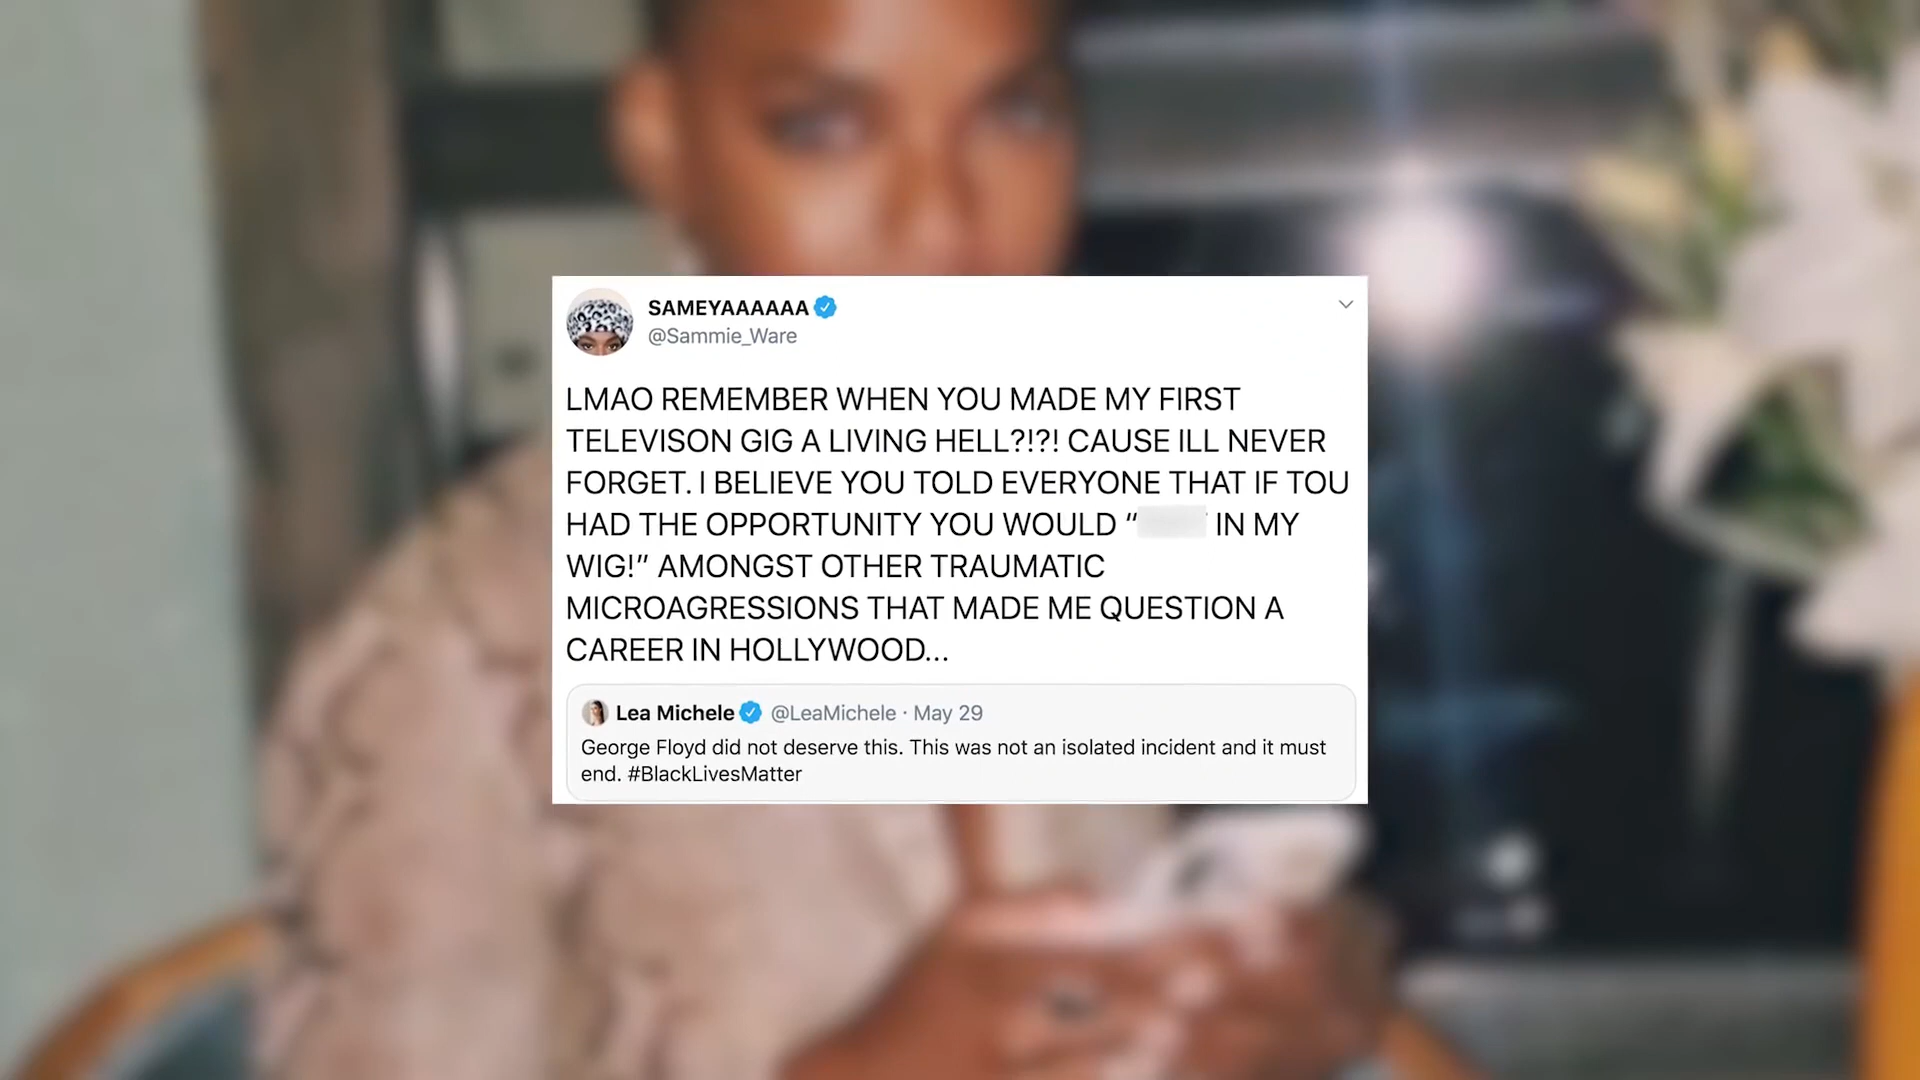 SAMEYAAAAAA
@Sammie_Ware
LMAO REMEMBER WHEN YOU MADE MY FIRST
TELEVISON GIG A LIVING HELL?!?! CAUSE ILL NEVER
FORGET. I BELIEVE YOU TOLD EVERYONE THAT IF TOU
HAD THE OPPORTUNITY YOU WOULD “ IN MY
WIG!” AMONGST OTHER TRAUMATIC
MICROAGRESSIONS THAT MADE ME QUESTION A
CAREER IN HOLLYWOOD...
Lea Michele @LeaMichele · May 29
George Floyd did not deserve this. This was not an isolated incident and it must
end. #BlackLivesMatter